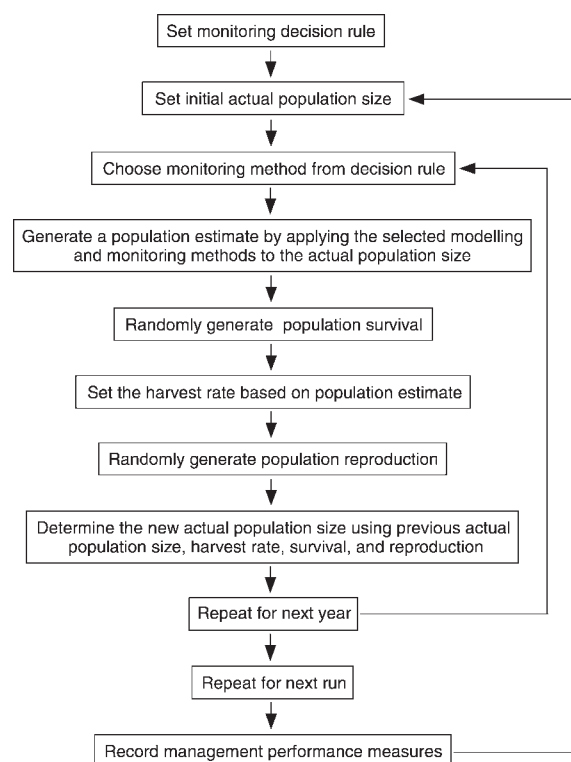 Set monitoring decision rule
Set initial actual population size
Choose monitoring method from decision rule
Generate a population estimate by applying the selected modelling
and monitoring methods to the actual population size
Randomly generate population survival
Set the harvest rate based on population estimate
Randomly generate population reproduction
Determine the new actual population size using previous actual
population size, harvest rate, survival, and reproduction
Repeat for next year
Repeat for next run
Record management performance measures